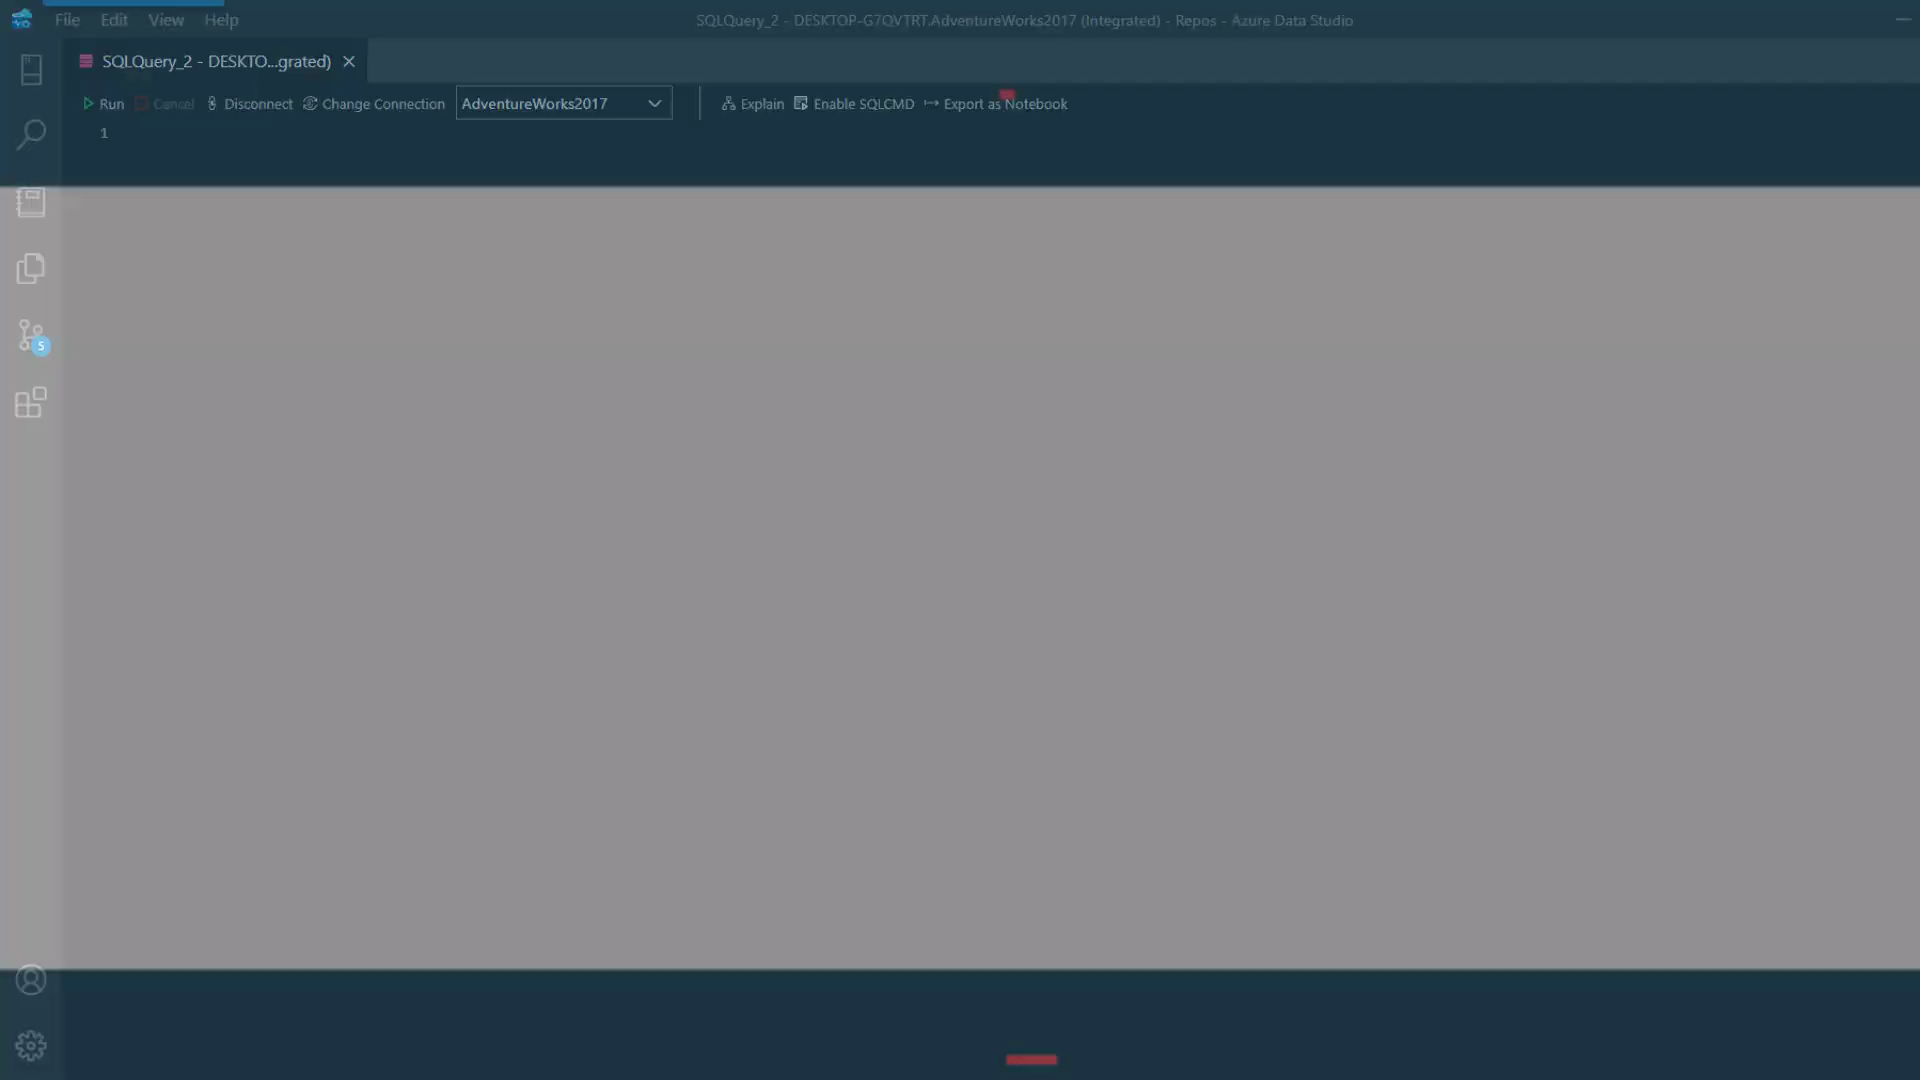 File Edit View Help
SQLQuery_2 - DESKTOP-G7QVTRT.AdventureWorks2017 (Integrated) - Repos - Azure Data Studio
SQLQuery_2 - DESKTO...grated)
Run Cancel Disconnect Change Connection AdventureWorks2017 Explain Enable SQLCMD Export as Notebook
1
5